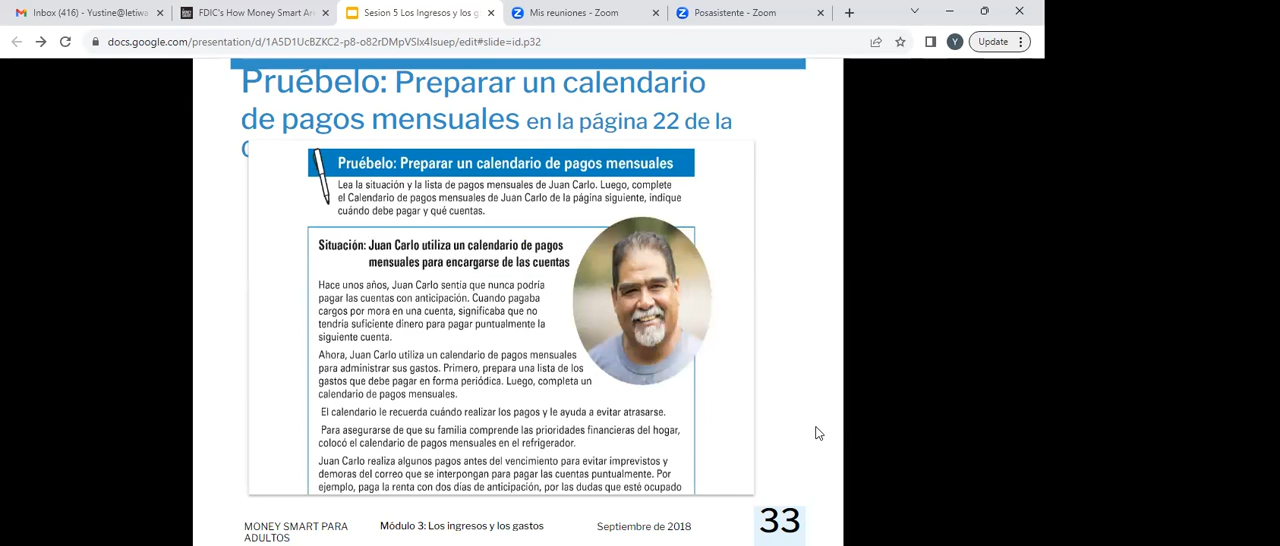 Inbox (416) - Yustine@letiwa
FDIC's How Money Smart Are
Sesion 5 Los Ingresos y los g
Mis reuniones - Zoom
Posasistente - Zoom
docs.google.com/presentation/d/1A5D1UcBZKC2-p8-o82rDMpVSlx4Isuep/edit#slide=id.p32
Y
Update
Pruébelo: Preparar un calendario
de pagos mensuales en la página 22 de la
Pruébelo: Preparar un calendario de pagos mensuales
Lea la situación y la lista de pagos mensuales de Juan Carlo. Luego, complete
el Calendario de pagos mensuales de Juan Carlo de la página siguiente, indique
cuándo debe pagar y qué cuentas.
Situación: Juan Carlo utiliza un calendario de pagos
mensuales para encargarse de las cuentas
Hace unos años, Juan Carlo sentía que nunca podría
pagar las cuentas con anticipación. Cuando pagaba
cargos por mora en una cuenta, significaba que no
tendría suficiente dinero para pagar puntualmente la
siguiente cuenta.
Ahora, Juan Carlo utiliza un calendario de pagos mensuales
para administrar sus gastos. Primero, prepara una lista de los
gastos que debe pagar en forma periódica. Luego, completa un
calendario de pagos mensuales.
El calendario le recuerda cuándo realizar los pagos y le ayuda a evitar atrasarse.
Para asegurarse de que su familia comprende las prioridades financieras del hogar,
colocó el calendario de pagos mensuales en el refrigerador.
Juan Carlo realiza algunos pagos antes del vencimiento para evitar imprevistos y
demoras del correo que se interpongan para pagar las cuentas puntualmente. Por
ejemplo, paga la renta con dos días de anticipación, por las dudas que esté ocupado
MONEY SMART PARA
ADULTOS
Módulo 3: Los ingresos y los gastos
Septiembre de 2018
33